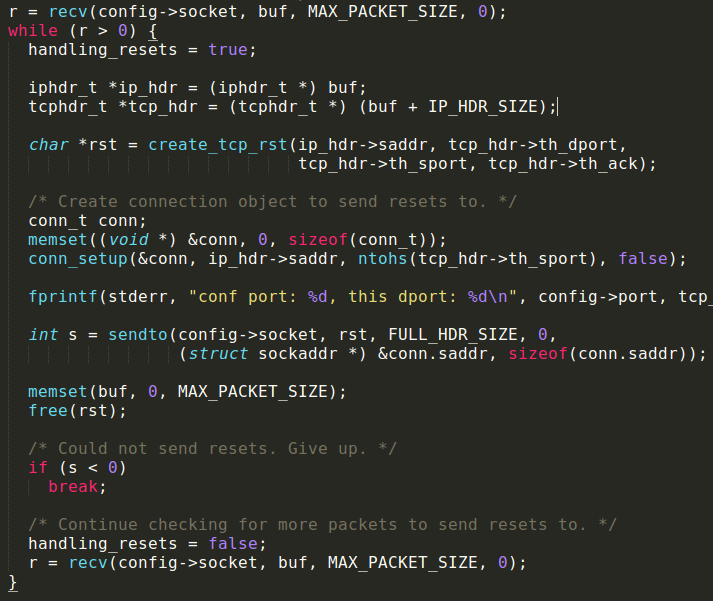 r = recv(config->socket, buf, MAX_PACKET_SIZE, 0);
while (r > 0) {
  handling_resets = true;

  iphdr_t *ip_hdr = (iphdr_t *) buf;
  tcphdr_t *tcp_hdr = (tcphdr_t *) (buf + IP_HDR_SIZE);

  char *rst = create_tcp_rst(ip_hdr->saddr, tcp_hdr->th_dport,
                             tcp_hdr->th_sport, tcp_hdr->th_ack);

  /* Create connection object to send resets to. */
  conn_t conn;
  memset((void *) &conn, 0, sizeof(conn_t));
  conn_setup(&conn, ip_hdr->saddr, ntohs(tcp_hdr->th_sport), false);

  fprintf(stderr, "conf port: %d, this dport: %d\n", config->port, tcp_

  int s = sendto(config->socket, rst, FULL_HDR_SIZE, 0,
                 (struct sockaddr *) &conn.saddr, sizeof(conn.saddr));

  memset(buf, 0, MAX_PACKET_SIZE);
  free(rst);

  /* Could not send resets. Give up. */
  if (s < 0)
    break;

  /* Continue checking for more packets to send resets to. */
  handling_resets = false;
  r = recv(config->socket, buf, MAX_PACKET_SIZE, 0);
}